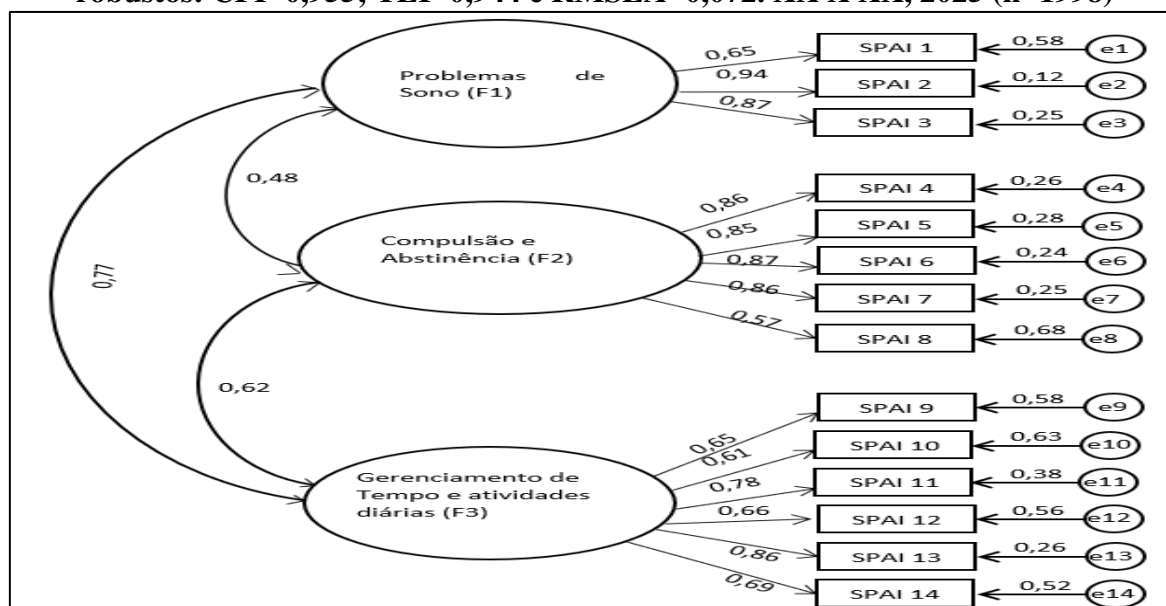 robustos: CFI=0,955; TLI=0,944 e RMSEA=0,072. XX X XX, 2023 (n=1998)
Problemas de
Sono (F1)
0,65
0,94
0,87
SPAI 1
0,58
e1
SPAI 2
0,12
e2
SPAI 3
0,25
e3
0,48
0,77
Compulsão e
Abstinência (F2)
0,86
0,85
0,87
0,86
0,57
SPAI 4
0,26
e4
SPAI 5
0,28
e5
SPAI 6
0,24
e6
SPAI 7
0,25
e7
SPAI 8
0,68
e8
0,62
Gerenciamento de
Tempo e atividades
diárias (F3)
0,65
0,61
0,78
0,66
0,86
0,69
SPAI 9
0,58
e9
SPAI 10
0,63
e10
SPAI 11
0,38
e11
SPAI 12
0,56
e12
SPAI 13
0,26
e13
SPAI 14
0,52
e14